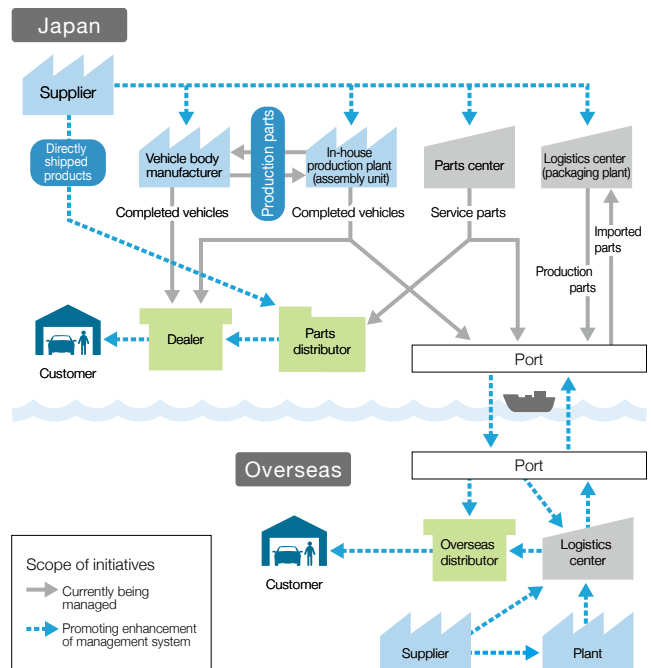 Japan
Supplier
Directly
shipped
products
Vehicle body
manufacturer
Production parts
In-house
production plant
(assembly unit)
Parts center
Logistics center
(packaging plant)
Completed vehicles
Completed vehicles
Service parts
Imported
parts
Production
parts
Customer
Dealer
Parts
distributor
Port
Port
Overseas
Customer
Overseas
distributor
Logistics
center
Supplier
Plant
Scope of initiatives
Currently being
managed
Promoting enhancement
of management system